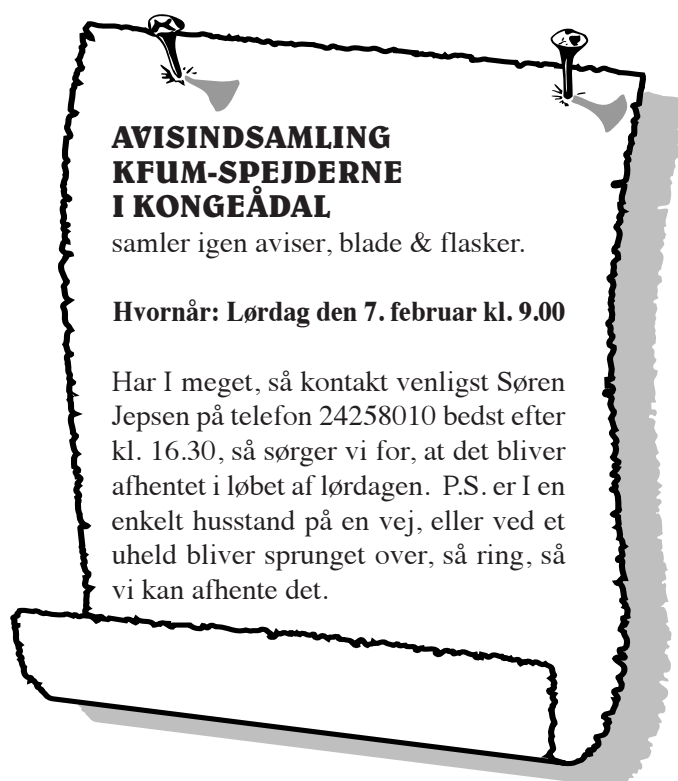 AVISINDSAMLING
KFUM-SPEJDERNE
I KONGEÅDAL
samler igen aviser, blade & flasker.
Hvornår: Lørdag den 7. februar kl. 9.00
Har I meget, så kontakt venligst Søren
Jepsen på telefon 24258010 bedst efter
kl. 16.30, så sørger vi for, at det bliver
afhentet i løbet af lørdagen. P.S. er I en
enkelt husstand på en vej, eller ved et
uheld bliver sprunget over, så ring, så
vi kan afhente det.